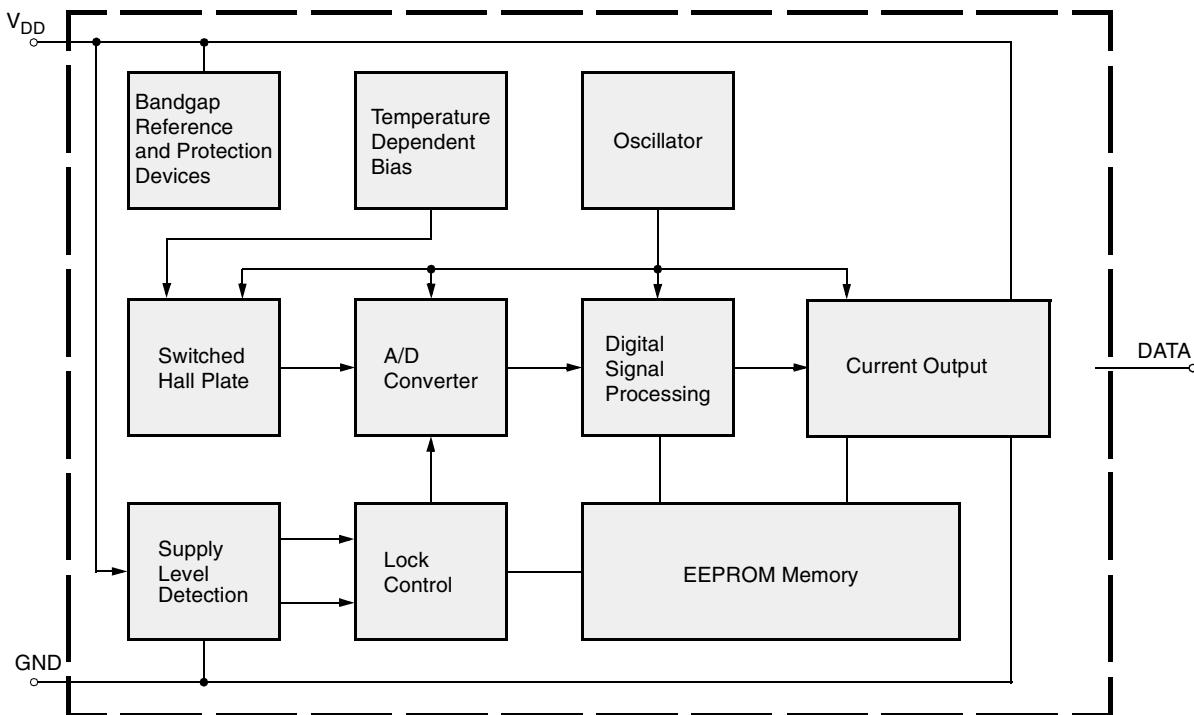 VDD
Bandgap
Reference
and Protection
Devices
Temperature
Dependent
Bias
Oscillator
Switched
Hall Plate
A/D
Converter
Digital
Signal
Processing
Current Output
DATA
Supply
Level
Detection
Lock
Control
EEPROM Memory
GND